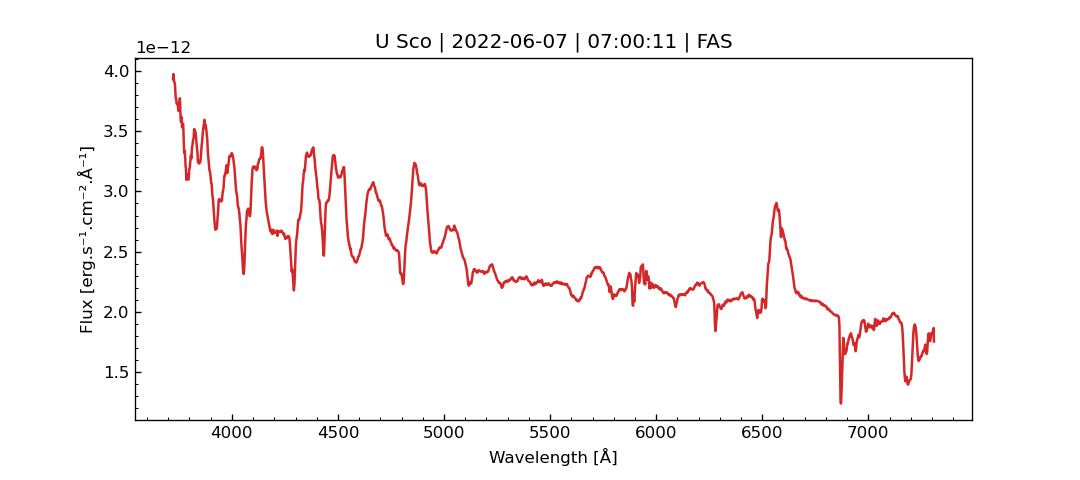 U Sco | 2022-06-07 | 07:00:11 | FAS
1e−12
4.0
3.5
3.0
2.5
2.0
1.5
Flux [erg.s⁻¹.cm⁻².Å⁻¹]
4000 4500 5000 5500 6000 6500 7000
Wavelength [Å]